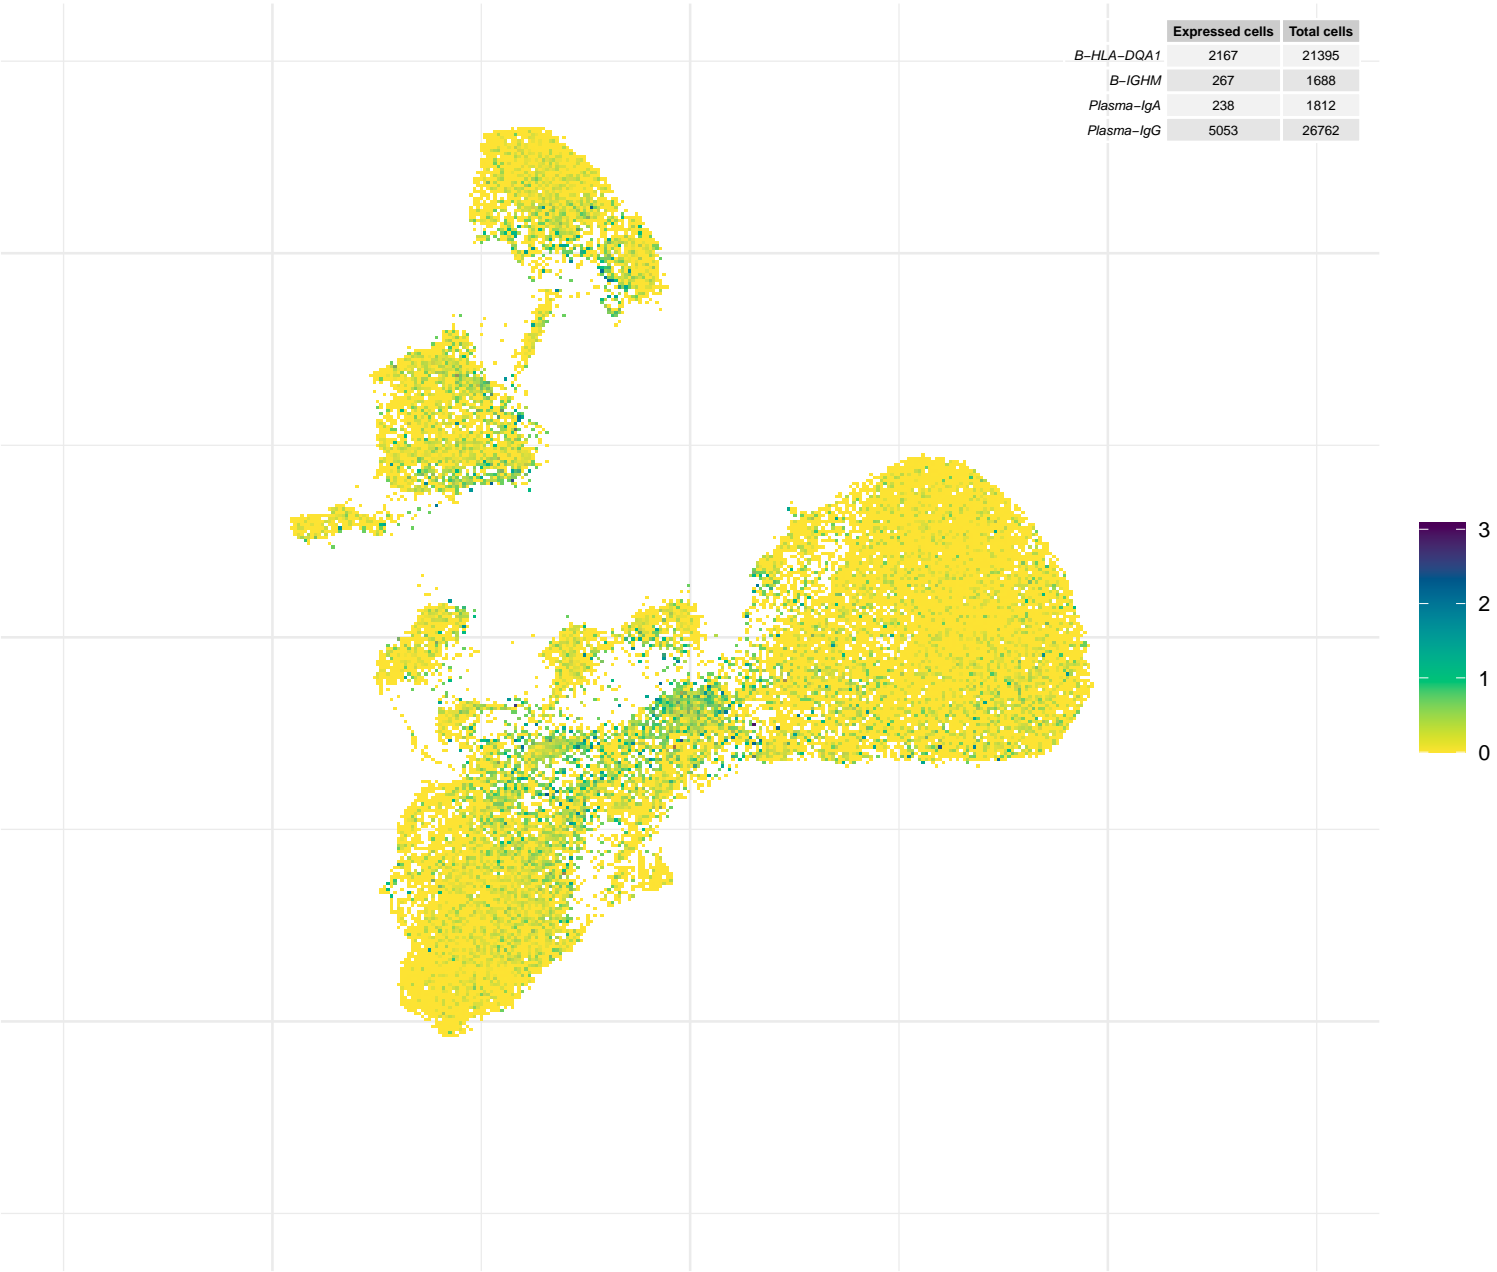 Expressed cells Total cells
B−HLA−DQA1 2167 21395
B−IGHM 267 1688
Plasma−IgA 238 1812
Plasma−IgG 5053 26762
3
2
1
0